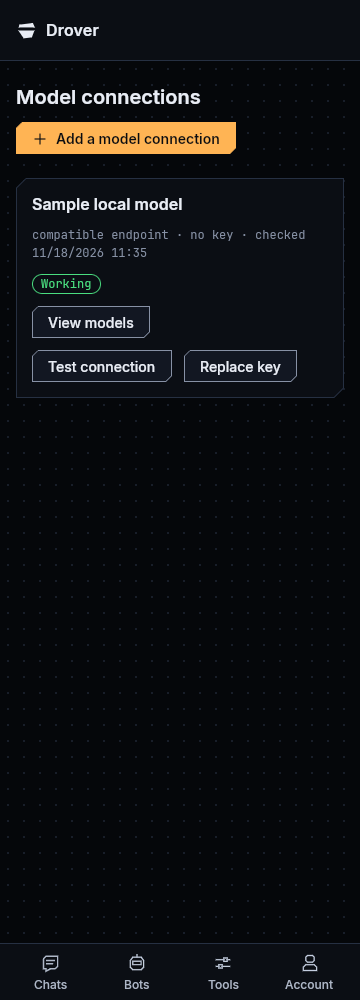 Drover
Model connections
Add a model connection
Sample local model
compatible endpoint · no key · checked
11/18/2026 11:35
Working
View models
Test connection
Replace key
Chats
Bots
Tools
Account